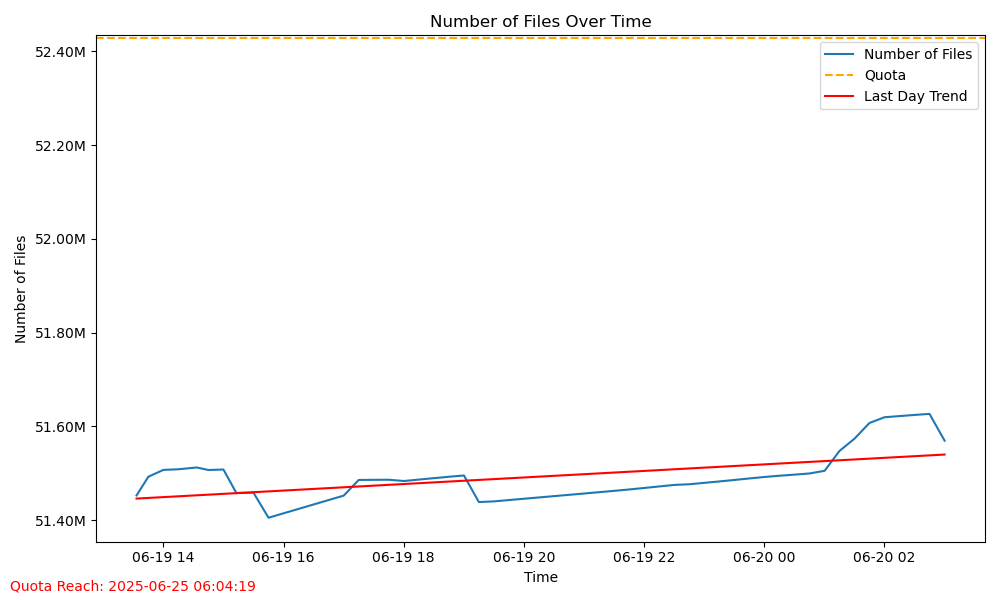 Number of Files Over Time
52.40M
52.20M
52.00M
51.80M
51.60M
51.40M
Number of Files
Number of Files
Quota
Last Day Trend
06-19 14
06-19 16
06-19 18
06-19 20
06-19 22
06-20 00
06-20 02
Time
Quota Reach: 2025-06-25 06:04:19